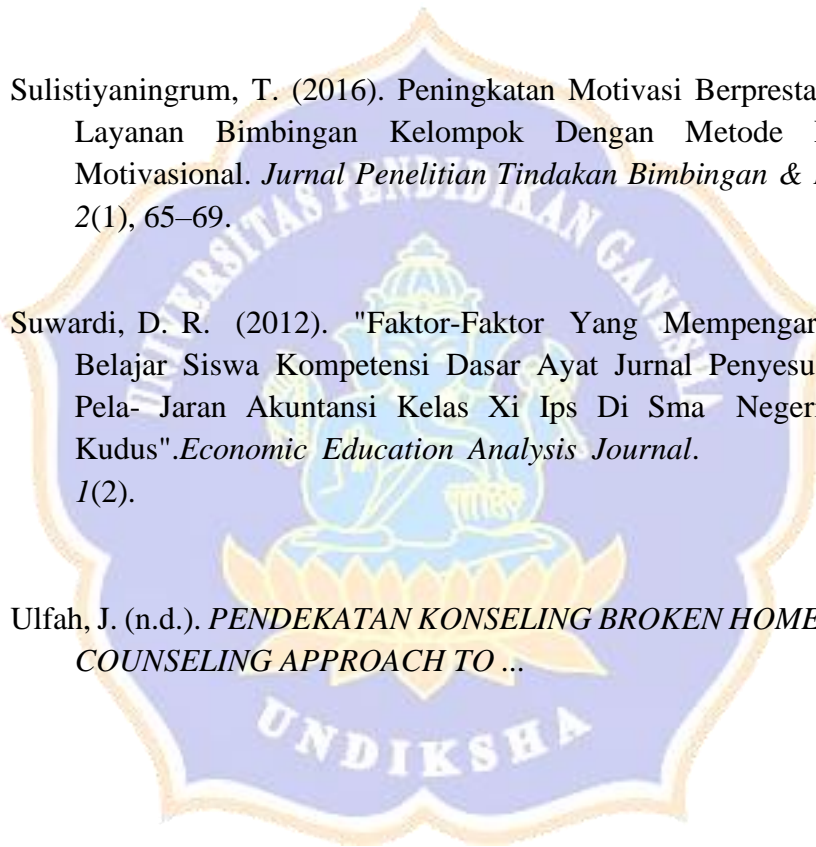 Sulistiyaningrum, T. (2016). Peningkatan Motivasi Berpresta
Layanan Bimbingan Kelompok Dengan Metode
Motivasional. Jurnal Penelitian Tindakan Bimbingan &
2(1), 65–69.
Suwardi, D. R. (2012). "Faktor-Faktor Yang Mempengar
Belajar Siswa Kompetensi Dasar Ayat Jurnal Penyesu
Pela- Jaran Akuntansi Kelas Xi Ips Di Sma Neger
Kudus".Economic Education Analysis Journal.
1(2).
Ulfah, J. (n.d.). PENDEKATAN KONSELING BROKEN HOME
COUNSELING APPROACH TO ...
UNIVERSITAS PENDIDIKAN GANESHA
UNDIKSHA